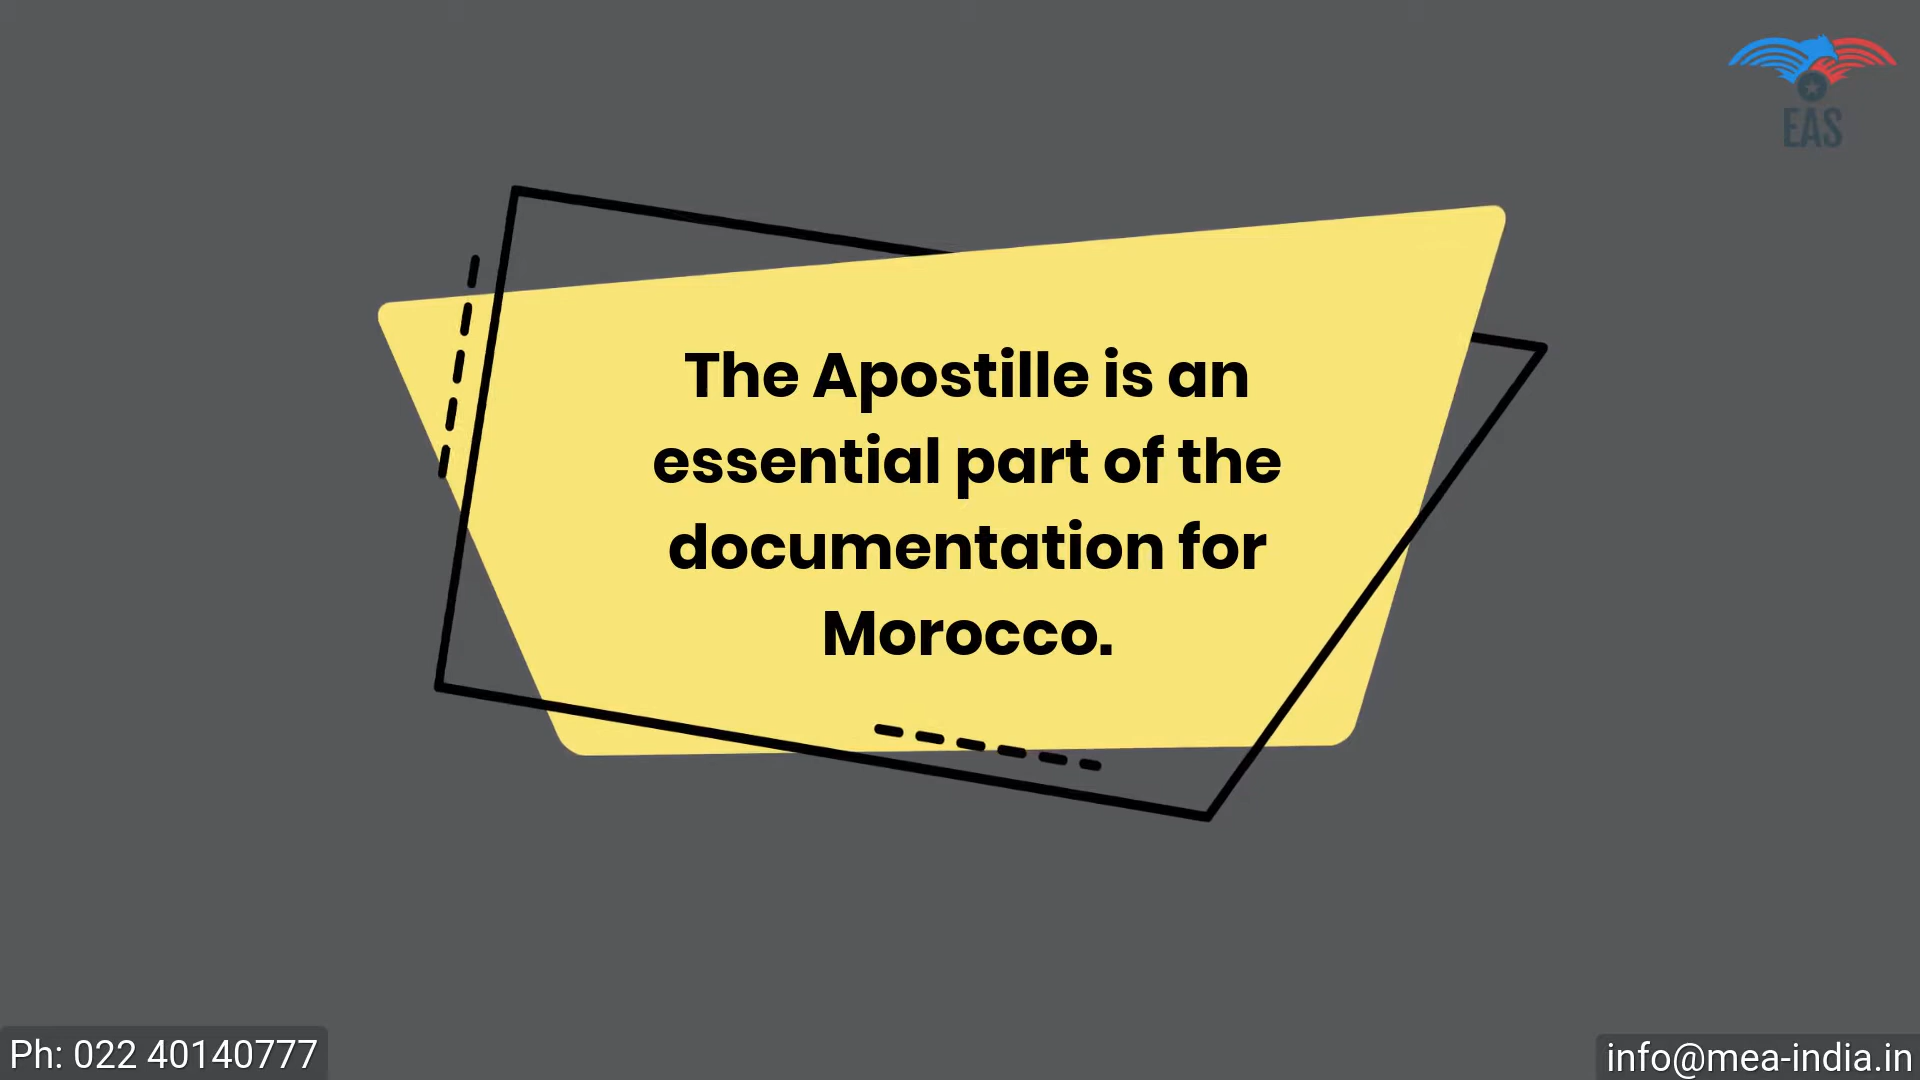 EAS
The Apostille is an
essential part of the
documentation for
Morocco.
Ph: 022 40140777
info@mea-india.in